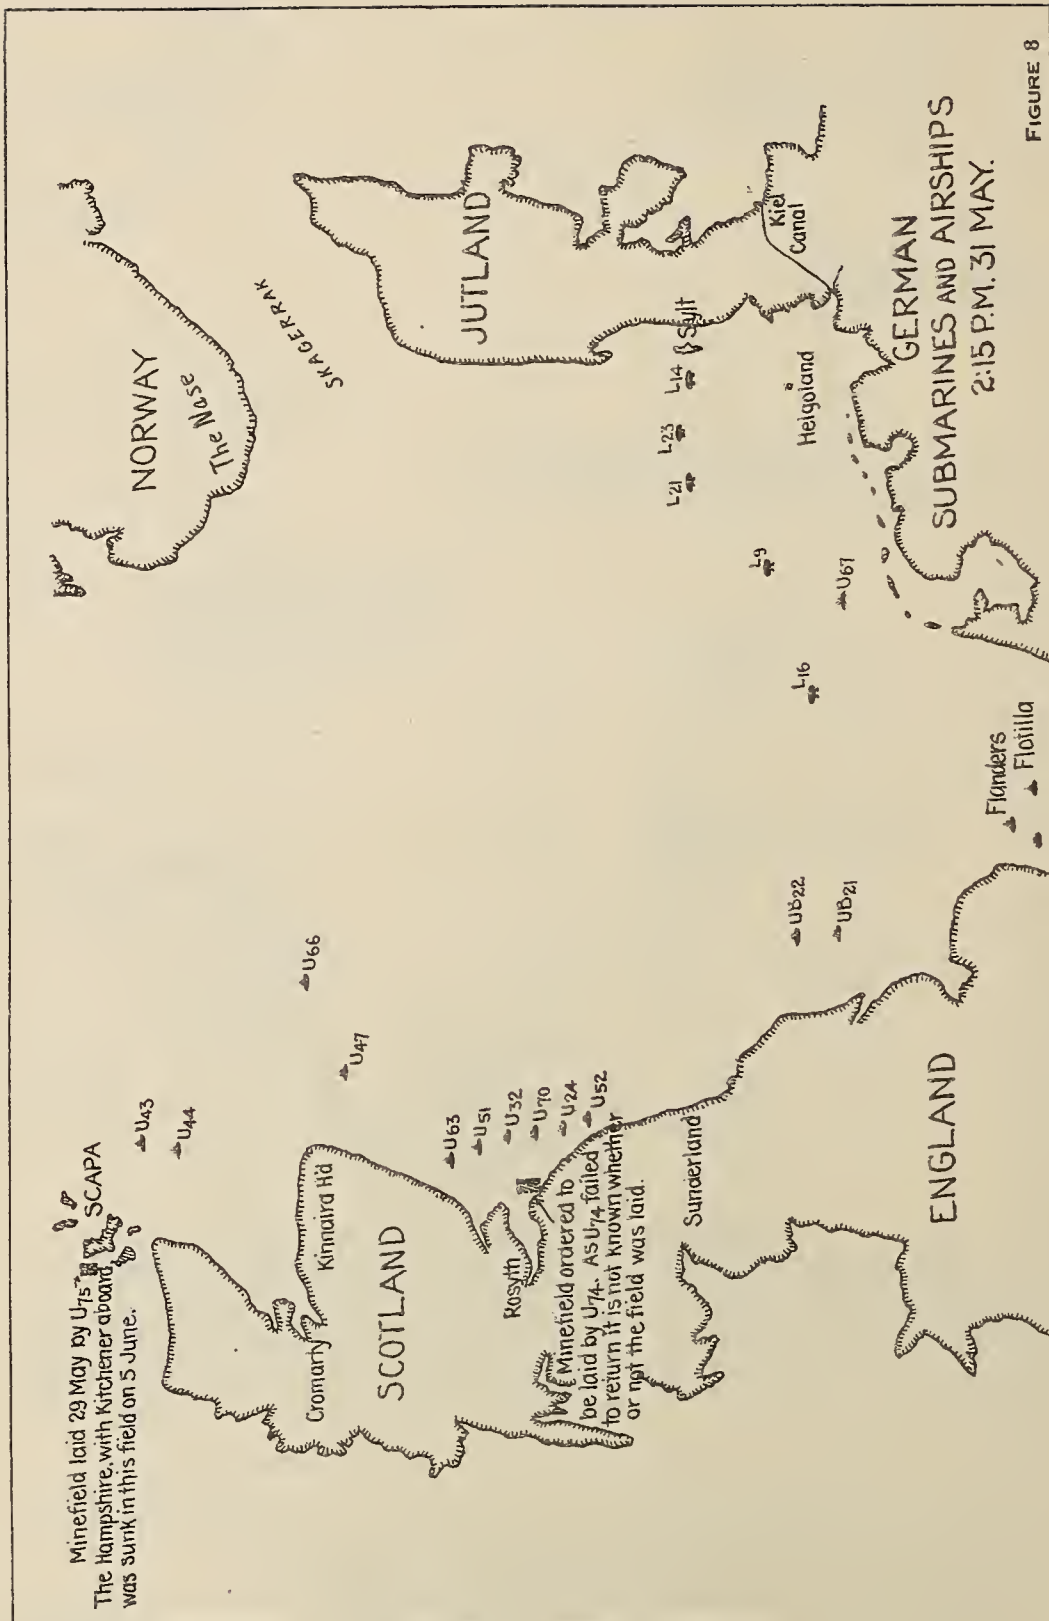 Minefield laid 29 May by U75
The Hampshire, with Kitchener aboard,
was sunk in this field on 5 June.
SCAPA
U43
U44
NORWAY
The Nase
SKAGERRAK
U66
U47
Cromarty
Kinnaira H'd
SCOTLAND
JUTLAND
U63
U51
U32
U70
U24
U52
Rosyth
Minefield ordered to
be laid by U74. As U74 failed
to return it is not known whether
or not the field was laid.
Sunderland
L21
L23
L14
Sylt
Kiel
Canal
L9
L16
Helgoland
U67
UB22
UB21
ENGLAND
Flanders
Flotilla
GERMAN
SUBMARINES AND AIRSHIPS
2:15 P.M. 31 MAY.
FIGURE 8